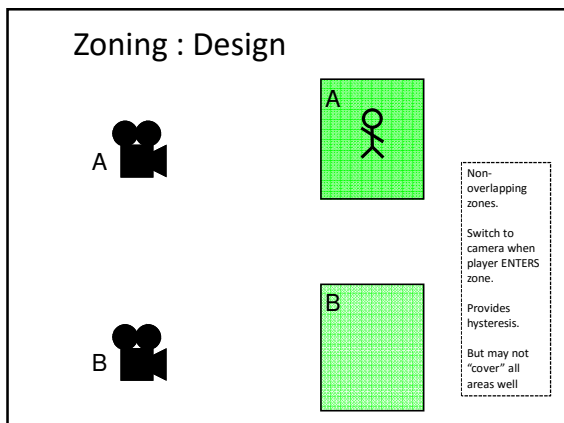 Zoning : Design
A
A
B
B
Non-
overlapping
zones.
Switch to
camera when
player ENTERS
zone.
Provides
hysteresis.
But may not
“cover” all
areas well